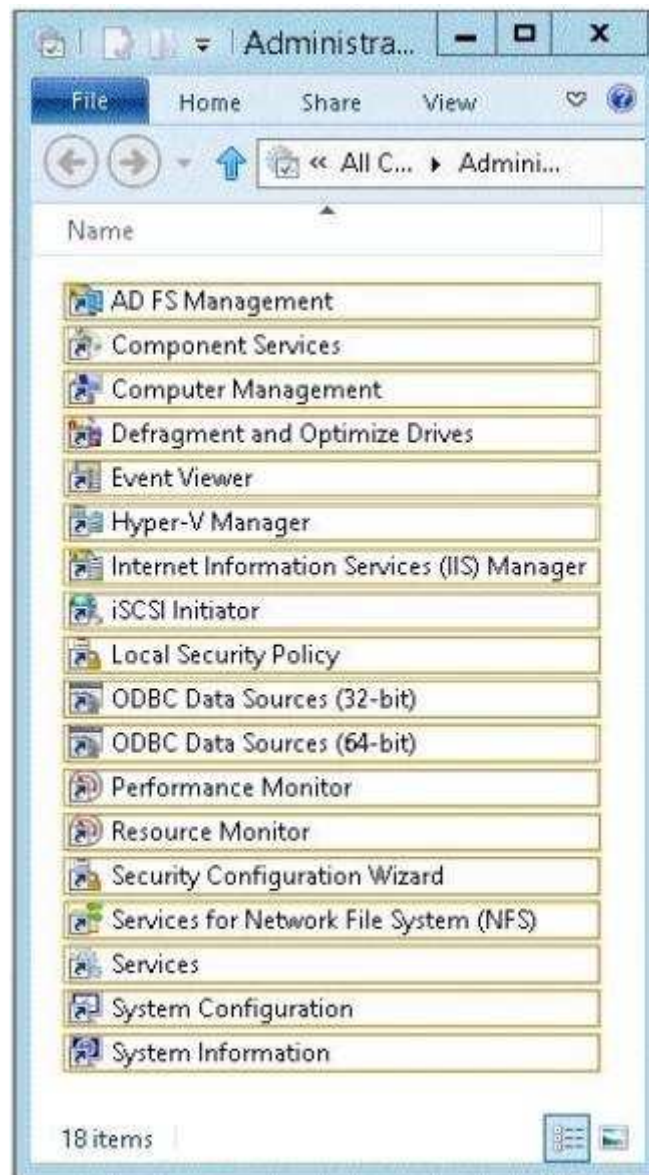 Administra...
File Home Share View
« All C... ▸ Admini...
Name
AD FS Management
Component Services
Computer Management
Defragment and Optimize Drives
Event Viewer
Hyper-V Manager
Internet Information Services (IIS) Manager
iSCSI Initiator
Local Security Policy
ODBC Data Sources (32-bit)
ODBC Data Sources (64-bit)
Performance Monitor
Resource Monitor
Security Configuration Wizard
Services for Network File System (NFS)
Services
System Configuration
System Information
18 items